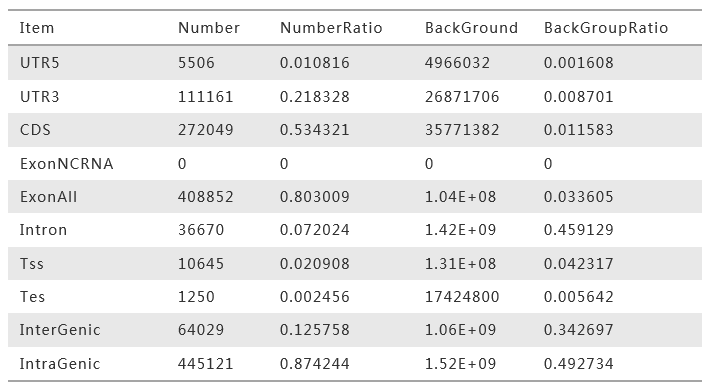 Item Number NumberRatio BackGround BackGroupRatio
UTR5 5506 0.010816 4966032 0.001608
UTR3 111161 0.218328 26871706 0.008701
CDS 272049 0.534321 35771382 0.011583
ExonNCRNA 0 0 0 0
ExonAll 408852 0.803009 1.04E+08 0.033605
Intron 36670 0.072024 1.42E+09 0.459129
Tss 10645 0.020908 1.31E+08 0.042317
Tes 1250 0.002456 17424800 0.005642
InterGenic 64029 0.125758 1.06E+09 0.342697
IntraGenic 445121 0.874244 1.52E+09 0.492734